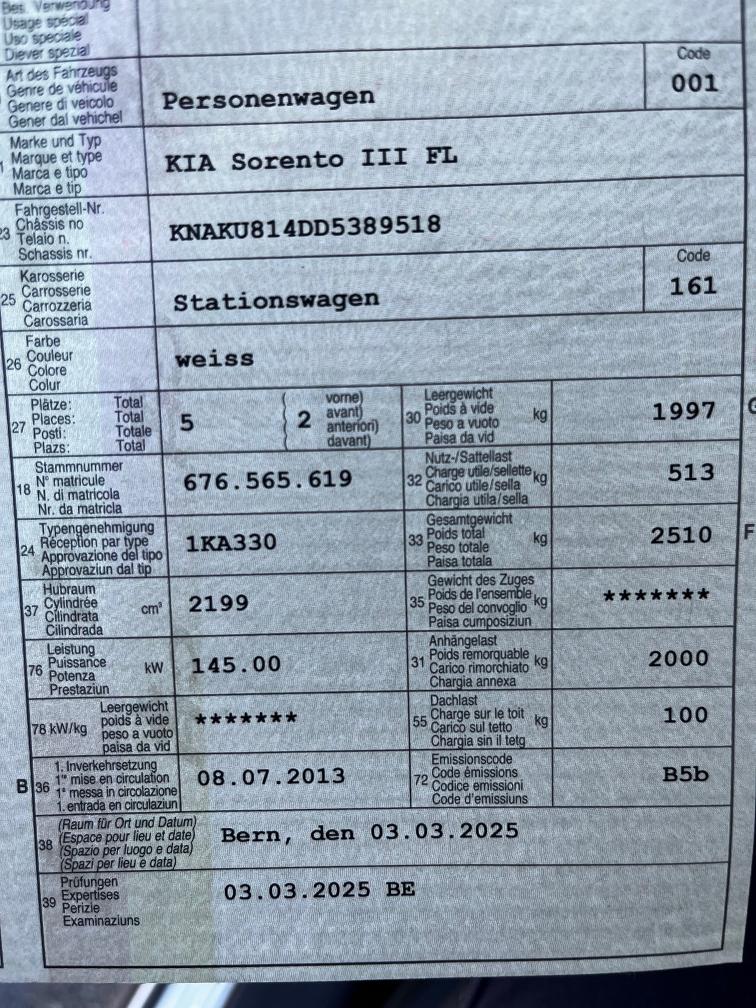 Bes. Verwendung
Usage spécial
Uso speciale
Diever spezial
Art des Fahrzeugs
Genre de véhicule
Genere di veicolo
Gener dal vehichel
Personenwagen
Code
001
Marke und Typ
Marque et type
Marca e tipo
Marca e tip
KIA Sorento III FL
23
Fahrgestell-Nr.
Châssis no
Telaio n.
Schassis nr.
KNAKU814DD5389518
25
Karosserie
Carrosserie
Carrozzeria
Carossaria
Stationswagen
Code
161
26
Farbe
Couleur
Colore
Colur
weiss
27
Plätze: Total
Places: Total
Posti: Totale
Plazs: Total
5
2
vorne)
avant)
anteriori)
davant)
30
Leergewicht
Poids à vide
Peso a vuoto
Paisa da vid
kg
1997
G
18
Stammnummer
N° matricule
N. di matricola
Nr. da matricla
676.565.619
32
Nutz-/Sattellast
Charge utile/sellette
Carico utile/sella
Chargia utila/sella
kg
513
24
Typengenehmigung
Réception par type
Approvazione del tipo
Approvaziun dal tip
1KA330
33
Gesamtgewicht
Poids total
Peso totale
Paisa totala
kg
2510
F
37
Hubraum
Cylindrée
Cilindrata
Cilindrada
cm³
2199
35
Gewicht des Zuges
Poids de l'ensemble
Peso del convoglio
Paisa cumposiziun
kg
*******
76
Leistung
Puissance
Potenza
Prestaziun
kW
145.00
31
Anhängelast
Poids remorquable
Carico rimorchiato
Chargia annexa
kg
2000
78 kW/kg
Leergewicht
poids à vide
peso a vuoto
paisa da vid
*******
55
Dachlast
Charge sur le toit
Carico sul tetto
Chargia sin il tetg
kg
100
B
36
1. Inverkehrsetzung
1re mise en circulation
1a messa in circolazione
1. entrada en circulaziun
08.07.2013
72
Emissionscode
Code émissions
Codice emissioni
Code d'emissiuns
B5b
38
(Raum für Ort und Datum)
(Espace pour lieu et date)
(Spazio per luogo e data)
(Spazi per lieu e data)
Bern, den 03.03.2025
39
Prüfungen
Expertises
Perizie
Examinaziuns
03.03.2025 BE